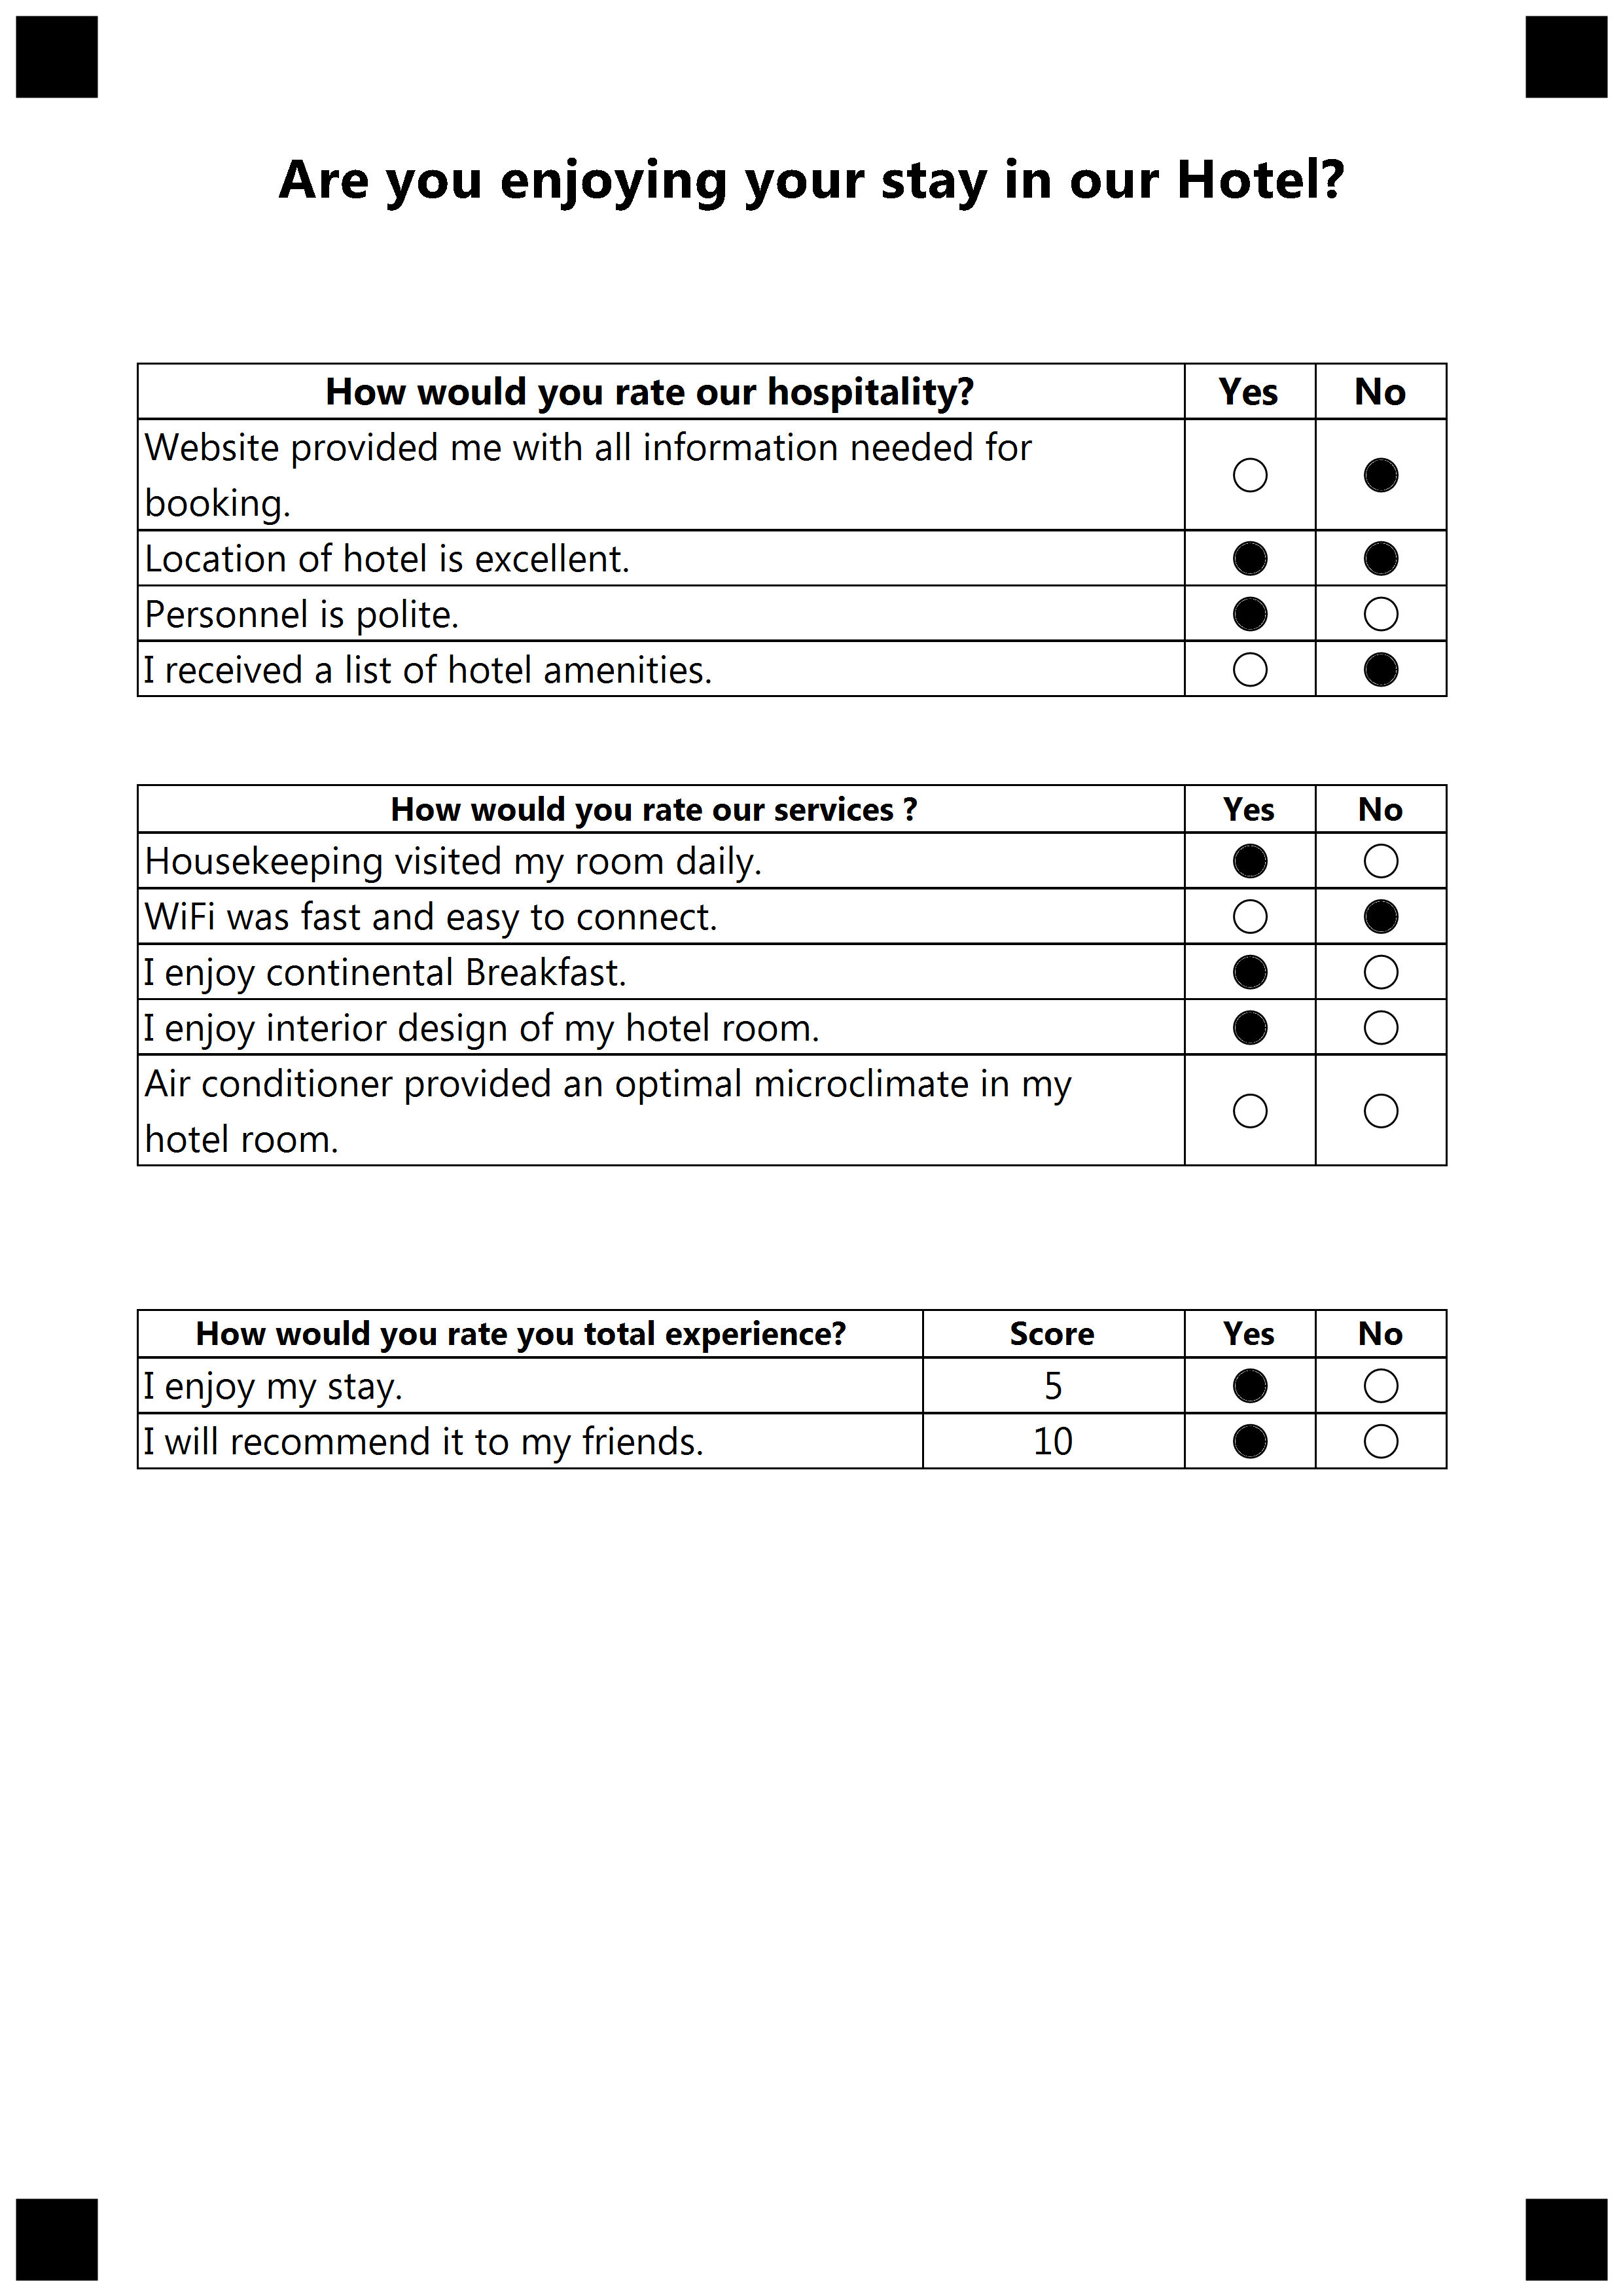 Are you enjoying your stay in our Hotel?
How would you rate our hospitality? Yes No
Website provided me with all information needed for
booking.
Location of hotel is excellent.
Personnel is polite.
I received a list of hotel amenities.
How would you rate our services ? Yes No
Housekeeping visited my room daily.
WiFi was fast and easy to connect.
I enjoy continental Breakfast.
I enjoy interior design of my hotel room.
Air conditioner provided an optimal microclimate in my
hotel room.
How would you rate you total experience? Score Yes No
I enjoy my stay. 5
I will recommend it to my friends. 10